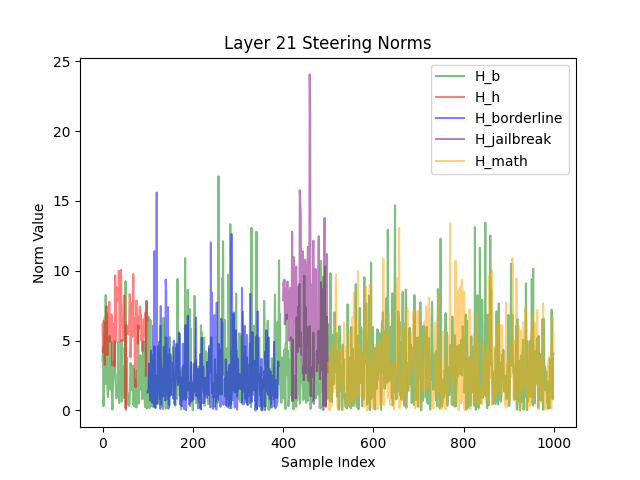 Layer 21 Steering Norms
H_b
H_h
H_borderline
H_jailbreak
H_math
Norm Value
25
20
15
10
5
0
0 200 400 600 800 1000
Sample Index